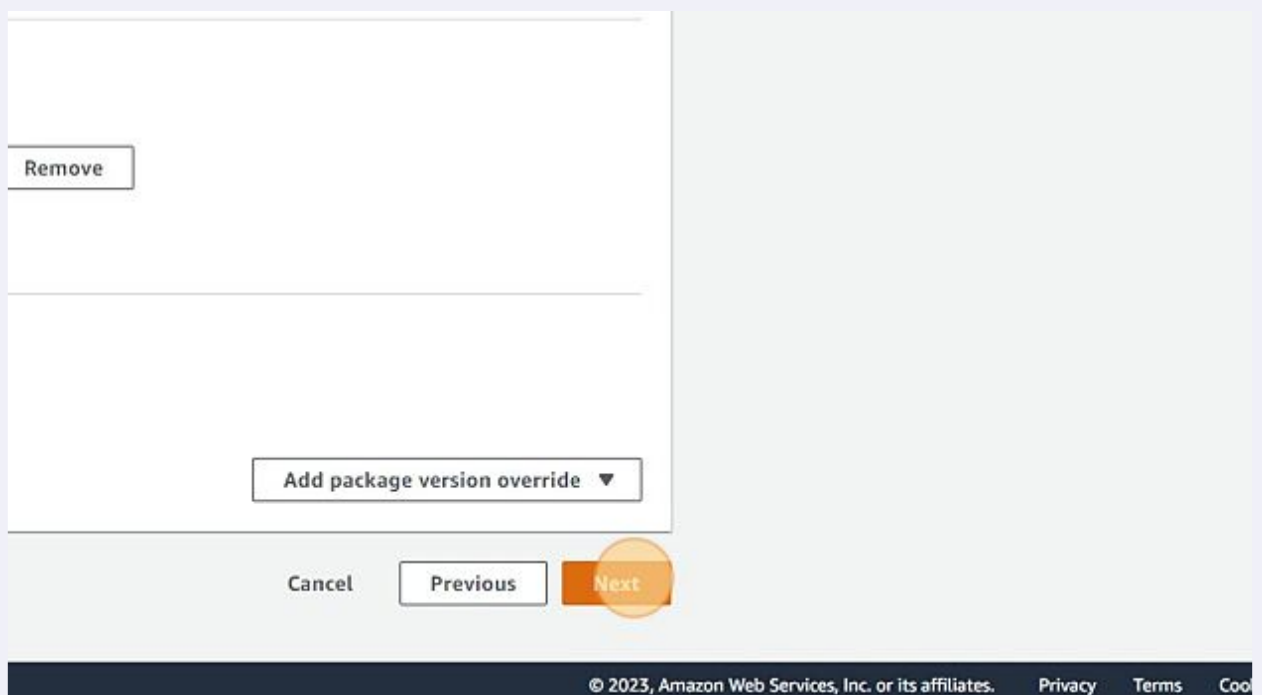 Remove
Add package version override
Cancel Previous Next
© 2023, Amazon Web Services, Inc. or its affiliates. Privacy Terms